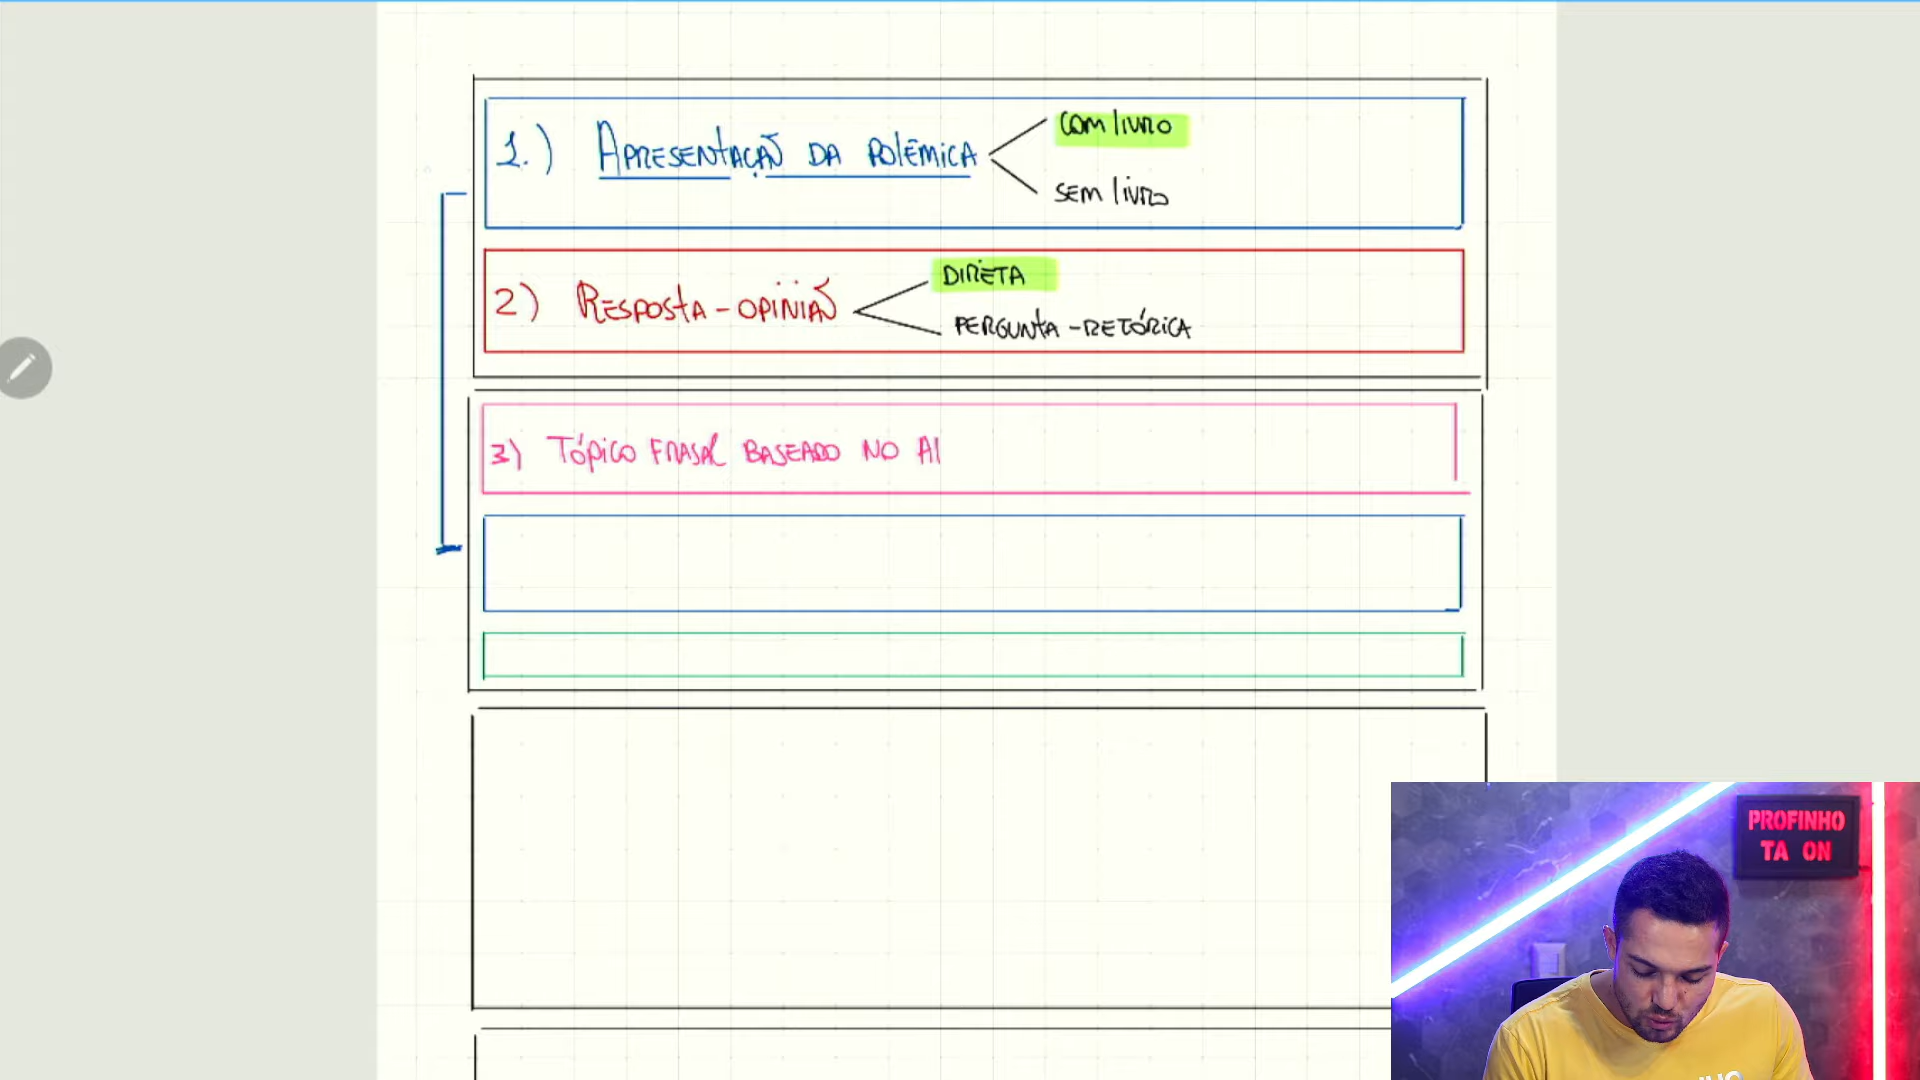 1.) APRESENTAÇÃO DA POLÊMICA
COM LIVRO
SEM LIVRO
2) RESPOSTA - OPINIÃO
DIRETA
PERGUNTA - RETÓRICA
3) TÓPICO FRASAL BASEADO NO A1
PROFINHO
TA ON